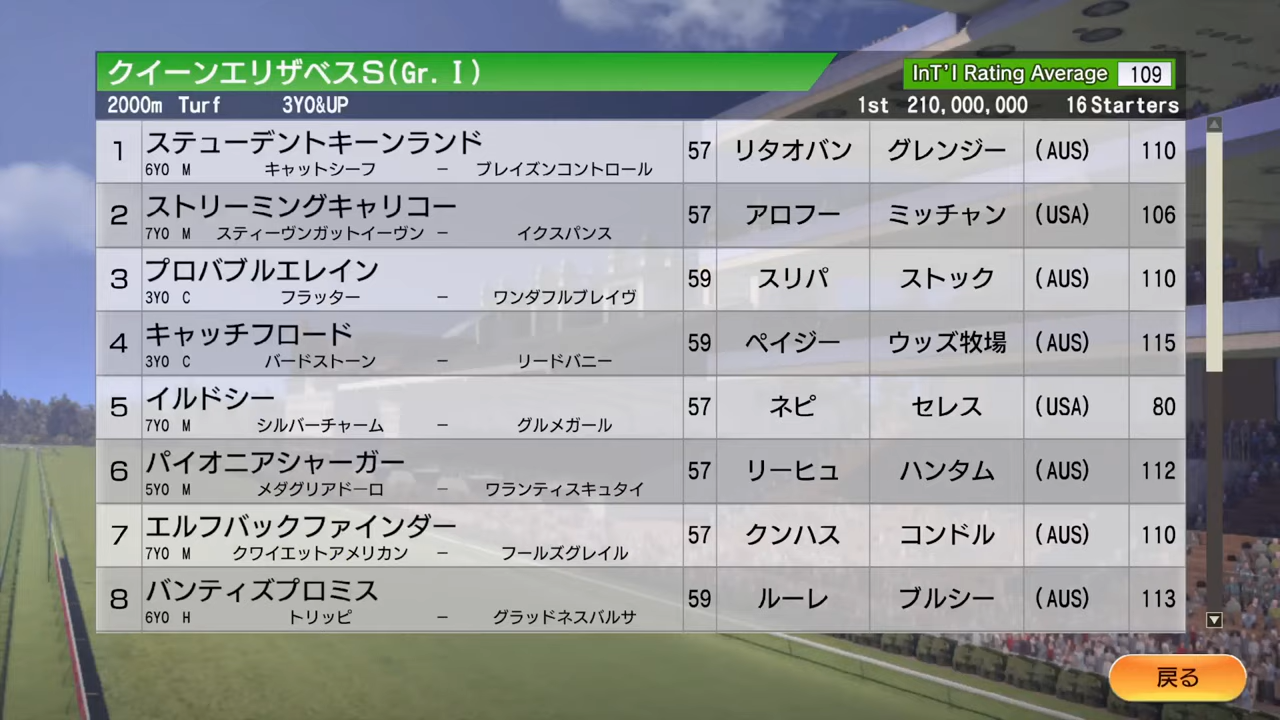 クイーンエリザベスS(Gr.Ⅰ)
InT'l Rating Average 109
2000m Turf 3YO&UP 1st 210,000,000 16Starters
1 ステューデントキーンランド 57 リタオバン グレンジー (AUS) 110
6YO M キャットシーフ － ブレイズンコントロール
2 ストリーミングキャリコー 57 アロフー ミッチャン (USA) 106
7YO M スティーヴンガットイーヴン － イクスパンス
3 プロバブルエレイン 59 スリパ ストック (AUS) 110
3YO C フラッター － ワンダフルブレイヴ
4 キャッチフロード 59 ペイジー ウッズ牧場 (AUS) 115
3YO C バードストーン － リードバニー
5 イルドシー 57 ネピ セレス (USA) 80
7YO M シルバーチャーム － グルメガール
6 パイオニアシャーガー 57 リーヒュ ハンタム (AUS) 112
5YO M メダグリアドーロ － ワランティスキュタイ
7 エルフバックファインダー 57 クンハス コンドル (AUS) 110
7YO M クワイエットアメリカン － フールズグレイル
8 バンティズプロミス 59 ルーレ ブルシー (AUS) 113
6YO H トリッピ － グラッドネスバルサ
戻る